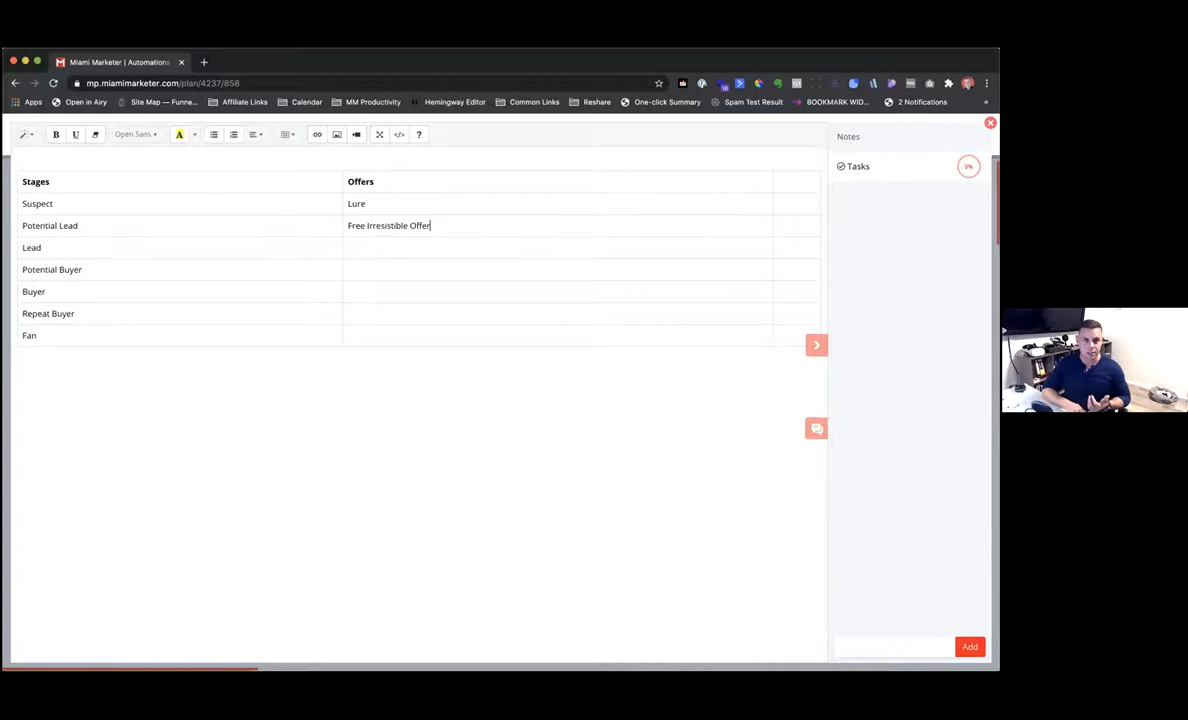 Miami Marketer | Automation
mp.miamimarketer.com/plan/4237/858
Apps Open in Airy Site Map — Funne... Affiliate Links Calendar MM Productivity Hemingway Editor Common Links Reshare One-click Summary Spam Test Result BOOKMARK WID... 2 Notifications »
B U Open Sans A </> ?
Notes
Tasks 0%
Stages Offers
Suspect Lure
Potential Lead Free Irresistible Offer
Lead
Potential Buyer
Buyer
Repeat Buyer
Fan
Add